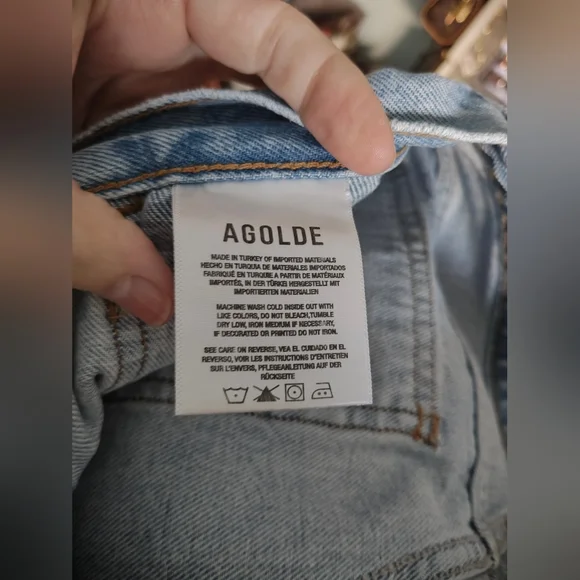 AGOLDE
MADE IN TURKEY OF IMPORTED MATERIALS
HECHO EN TURQUIA DE MATERIALES IMPORTADOS
FABRIQUÉ EN TURQUIE A PARTIR DE MATÉRIAUX
IMPORTÉS, IN DER TÜRKEI HERGESTELLT MIT
IMPORTIERTEN MATERIALIEN
MACHINE WASH COLD INSIDE OUT WITH
LIKE COLORS, DO NOT BLEACH, TUMBLE
DRY LOW, IRON MEDIUM IF NECESSARY,
IF DECORATED OR PRINTED DO NOT IRON.
SEE CARE ON REVERSE, VEA EL CUIDADO EN EL
REVERSO, VOIR LES INSTRUCTIONS D'ENTRETIEN
SUR L'ENVERS, PFLEGEANLEITUNG AUF DER
RÜCKSEITE